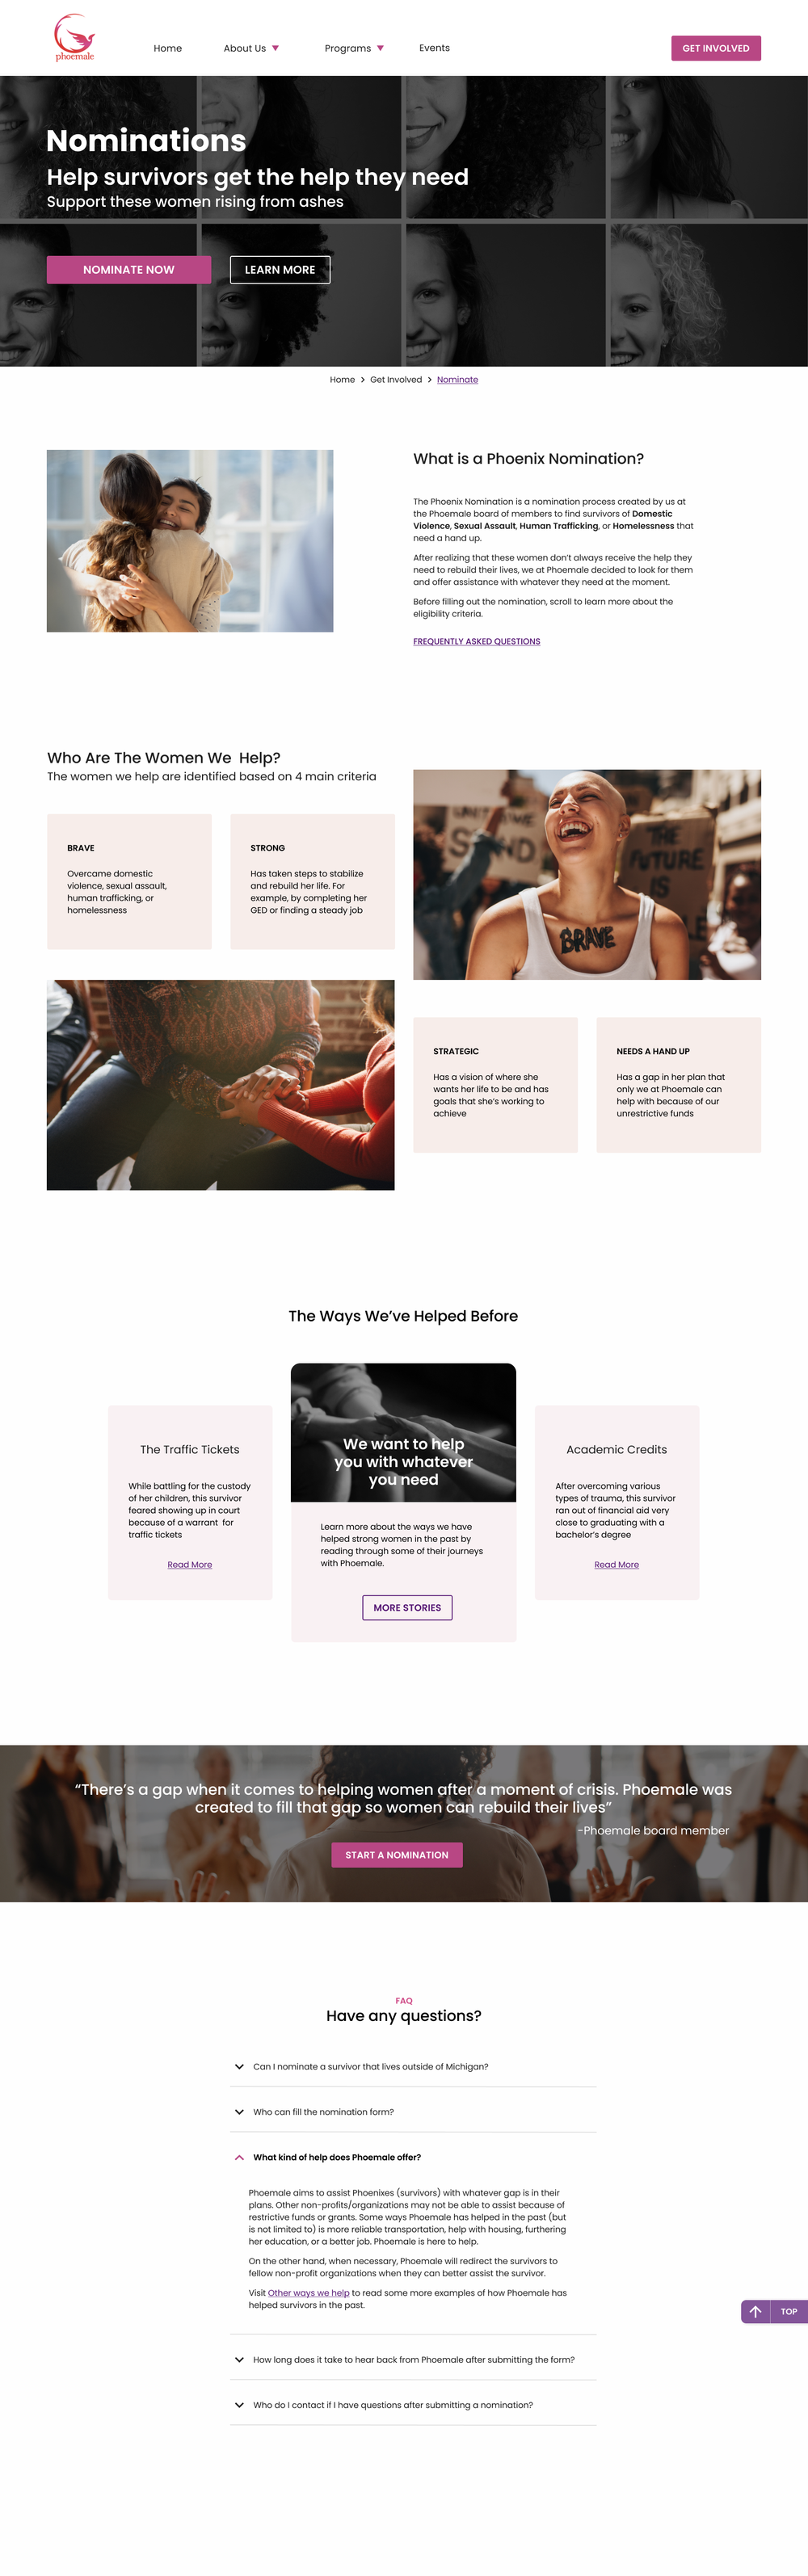 phoemale
Home
About Us
Programs
Events
GET INVOLVED
Nominations
Help survivors get the help they need
Support these women rising from ashes
NOMINATE NOW
LEARN MORE
Home > Get Involved > Nominate
What is a Phoenix Nomination?
The Phoenix Nomination is a nomination process created by us at
the Phoemale board of members to find survivors of Domestic
Violence, Sexual Assault, Human Trafficking, or Homelessness that
need a hand up.
After realizing that these women don't always receive the help they
need to rebuild their lives, we at Phoemale decided to look for them
and offer assistance with whatever they need at the moment.
Before filling out the nomination, scroll to learn more about the
eligibility criteria.
FREQUENTLY ASKED QUESTIONS
Who Are The Women We  Help?
The women we help are identified based on 4 main criteria
BRAVE
Overcame domestic
violence, sexual assault,
human trafficking, or
homelessness
STRONG
Has taken steps to stabilize
and rebuild her life. For
example, by completing her
GED or finding a steady job
THE
FUTURE
IS
BRAVE
STRATEGIC
Has a vision of where she
wants her life to be and has
goals that she's working to
achieve
NEEDS A HAND UP
Has a gap in her plan that
only we at Phoemale can
help with because of our
unrestrictive funds
The Ways We've Helped Before
The Traffic Tickets
While battling for the custody
of her children, this survivor
feared showing up in court
because of a warrant  for
traffic tickets
Read More
We want to help
you with whatever
you need
Learn more about the ways we have
helped strong women in the past by
reading through some of their journeys
with Phoemale.
MORE STORIES
Academic Credits
After overcoming various
types of trauma, this survivor
ran out of financial aid very
close to graduating with a
bachelor's degree
Read More
“There's a gap when it comes to helping women after a moment of crisis. Phoemale was
created to fill that gap so women can rebuild their lives”
-Phoemale board member
START A NOMINATION
FAQ
Have any questions?
Can I nominate a survivor that lives outside of Michigan?
Who can fill the nomination form?
What kind of help does Phoemale offer?
Phoemale aims to assist Phoenixes (survivors) with whatever gap is in their
plans. Other non-profits/organizations may not be able to assist because of
restrictive funds or grants. Some ways Phoemale has helped in the past (but
is not limited to) is more reliable transportation, help with housing, furthering
her education, or a better job. Phoemale is here to help.
On the other hand, when necessary, Phoemale will redirect the survivors to
fellow non-profit organizations when they can better assist the survivor.
Visit Other ways we help to read some more examples of how Phoemale has
helped survivors in the past.
TOP
How long does it take to hear back from Phoemale after submitting the form?
Who do I contact if I have questions after submitting a nomination?